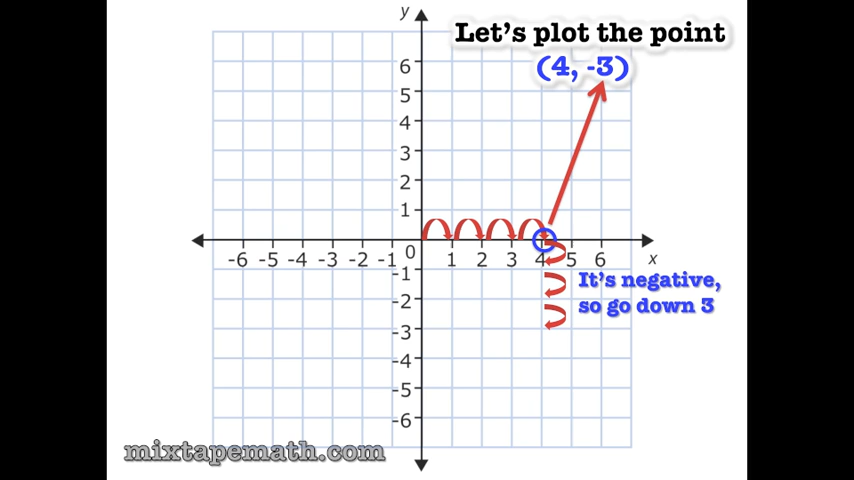 y
Let's plot the point
(4, -3)
6
5
4
3
2
1
0
-6 -5 -4 -3 -2 -1 1 2 3 4 5 6 x
-1
-2
-3
-4
-5
-6
It's negative,
so go down 3
mixtapemath.com